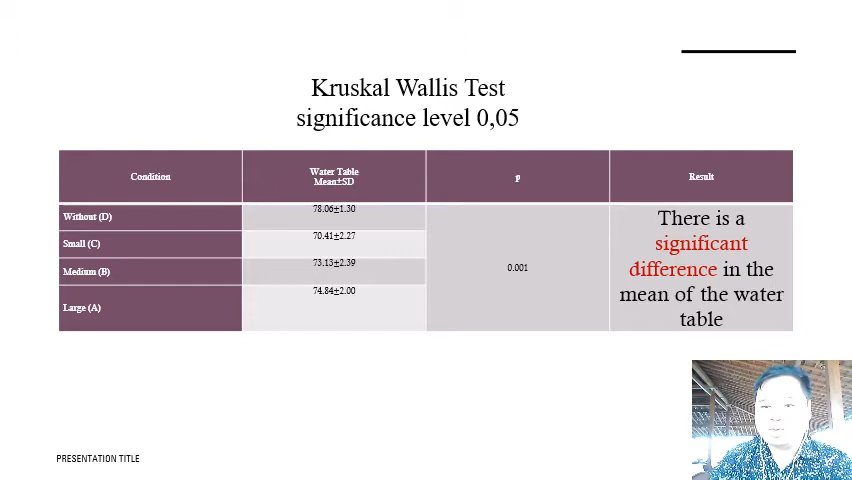 Kruskal Wallis Test
significance level 0,05
Condition
Water Table
Mean±SD
p
Result
Without (D)
78.06±1.30
Small (C)
70.41±2.27
Medium (B)
73.13±2.39
Large (A)
74.84±2.00
0.001
There is a
significant
difference in the
mean of the water
table
PRESENTATION TITLE